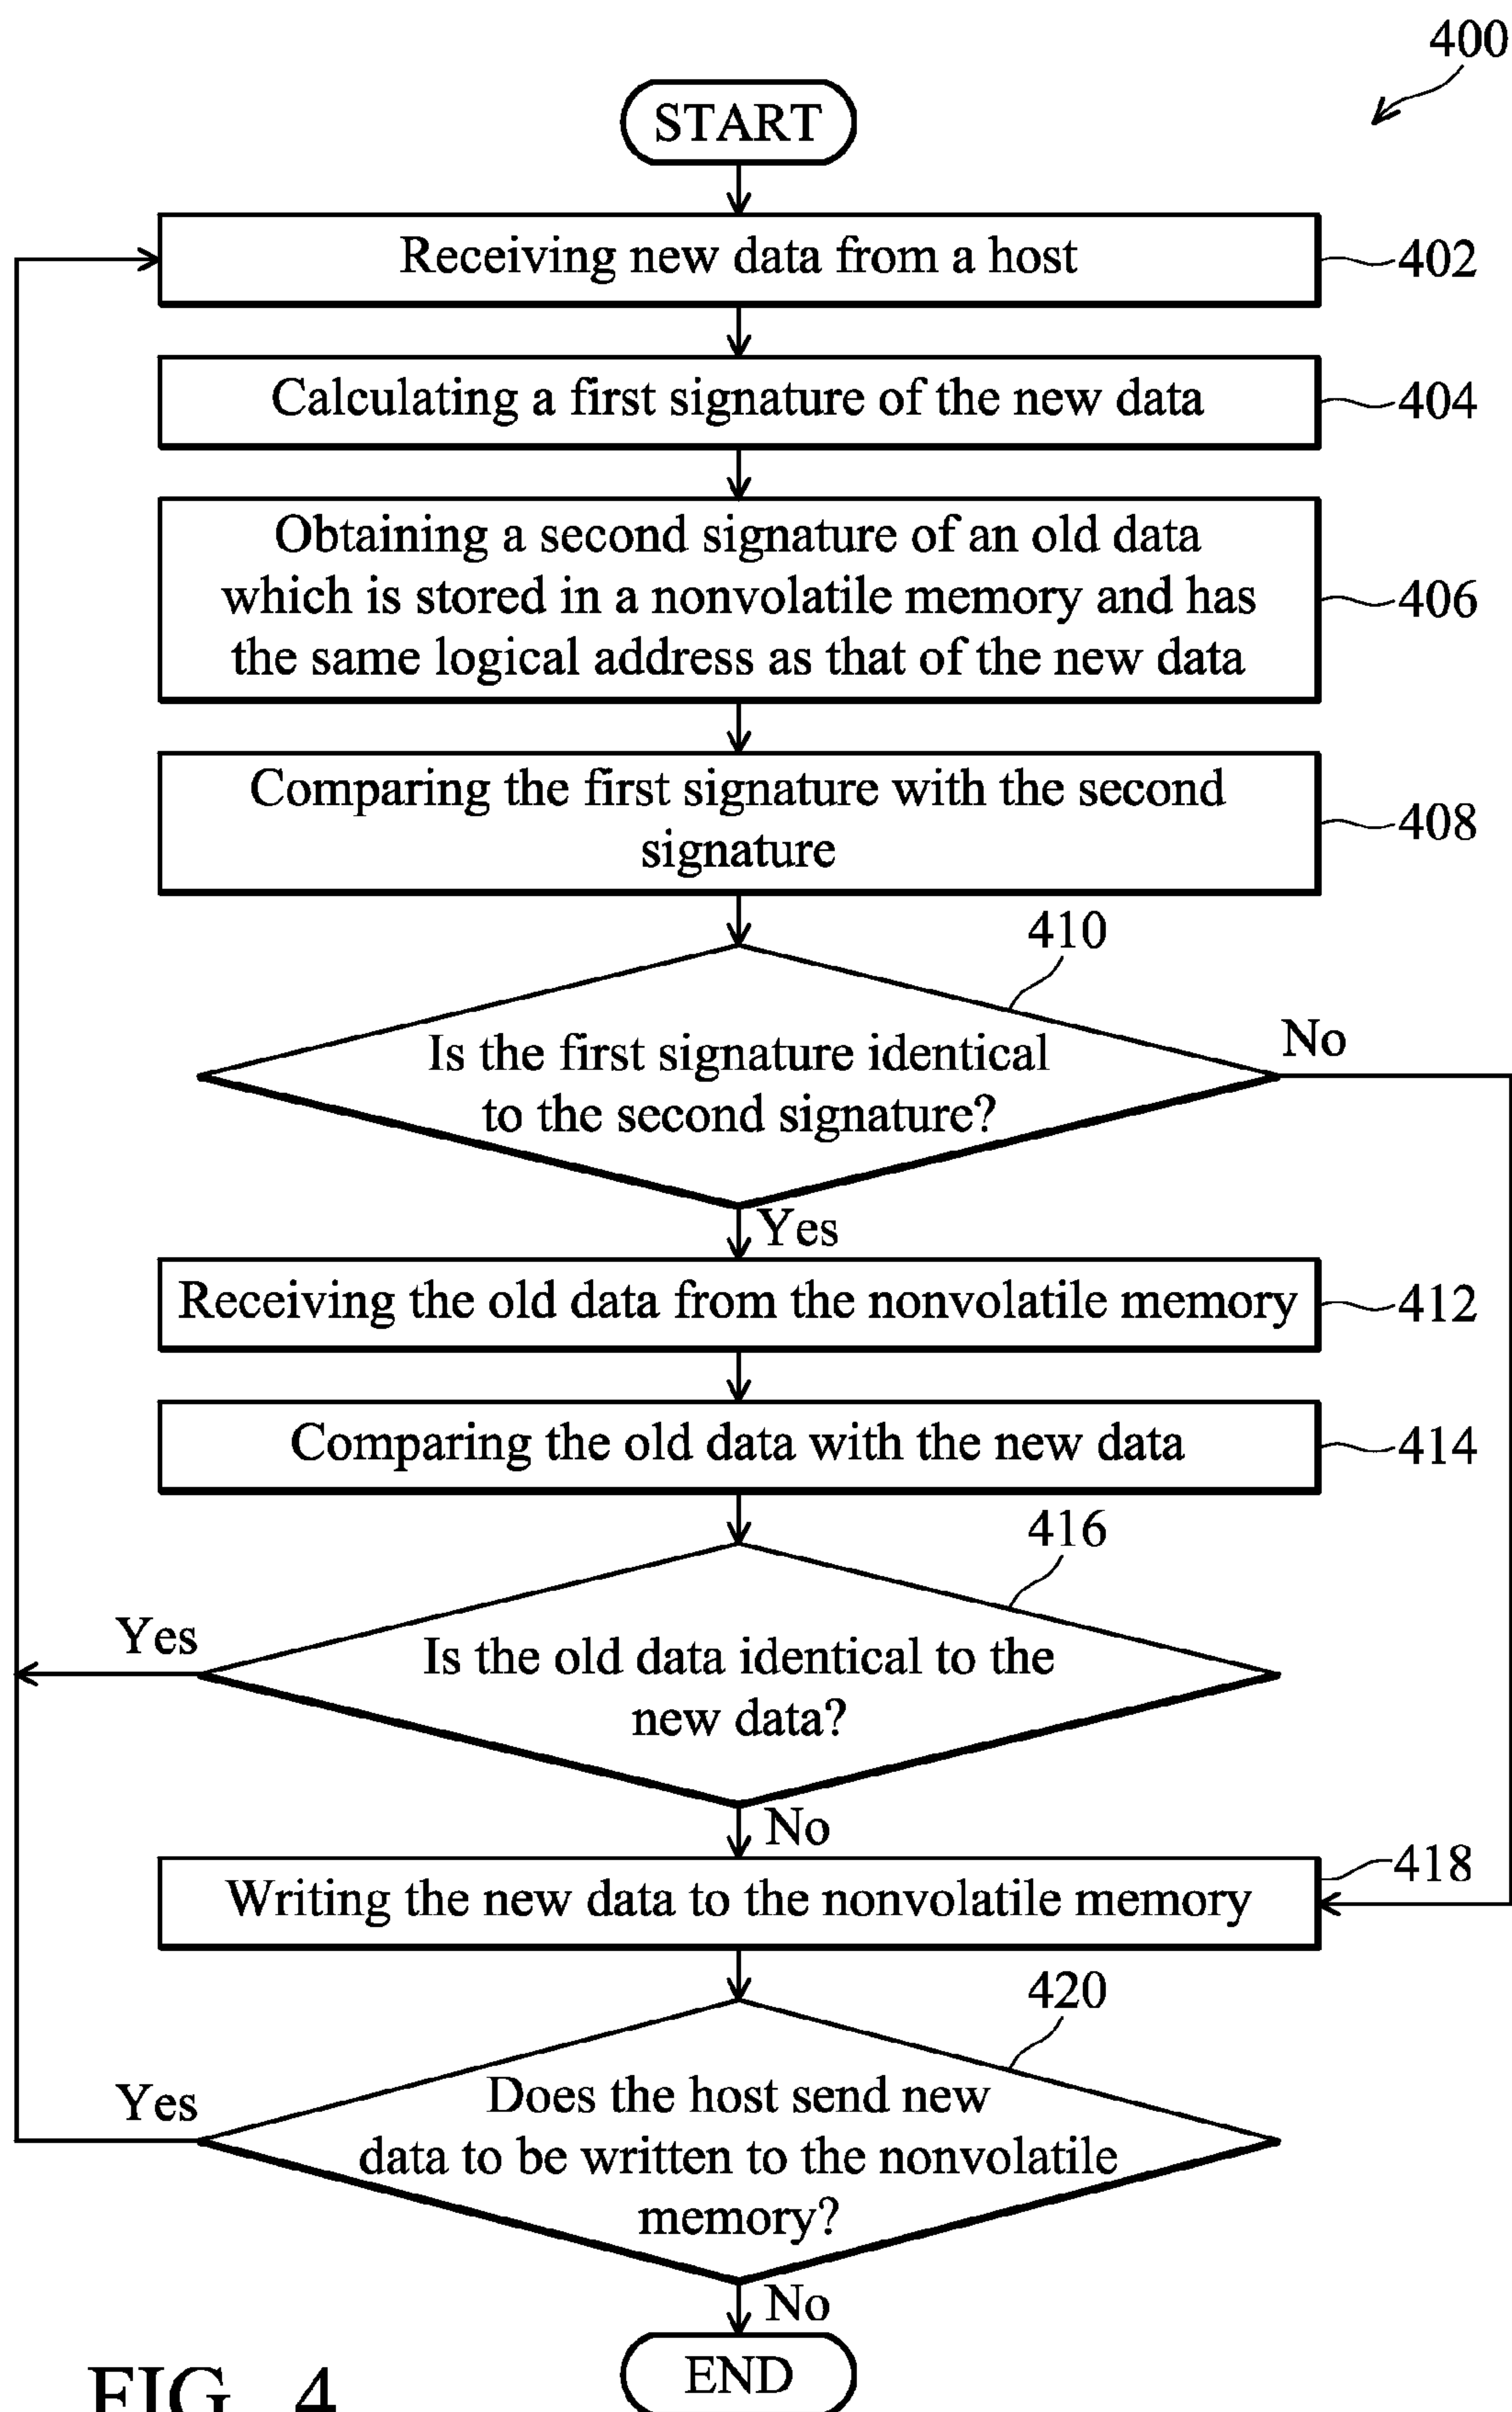 400
START
Receiving new data from a host
402
Calculating a first signature of the new data
404
Obtaining a second signature of an old data
which is stored in a nonvolatile memory and has
the same logical address as that of the new data
406
Comparing the first signature with the second
signature
408
410
Is the first signature identical
to the second signature?
No
Yes
Receiving the old data from the nonvolatile memory
412
Comparing the old data with the new data
414
416
Is the old data identical to the
new data?
Yes
No
Writing the new data to the nonvolatile memory
418
420
Does the host send new
data to be written to the nonvolatile
memory?
Yes
No
END
FIG. 4